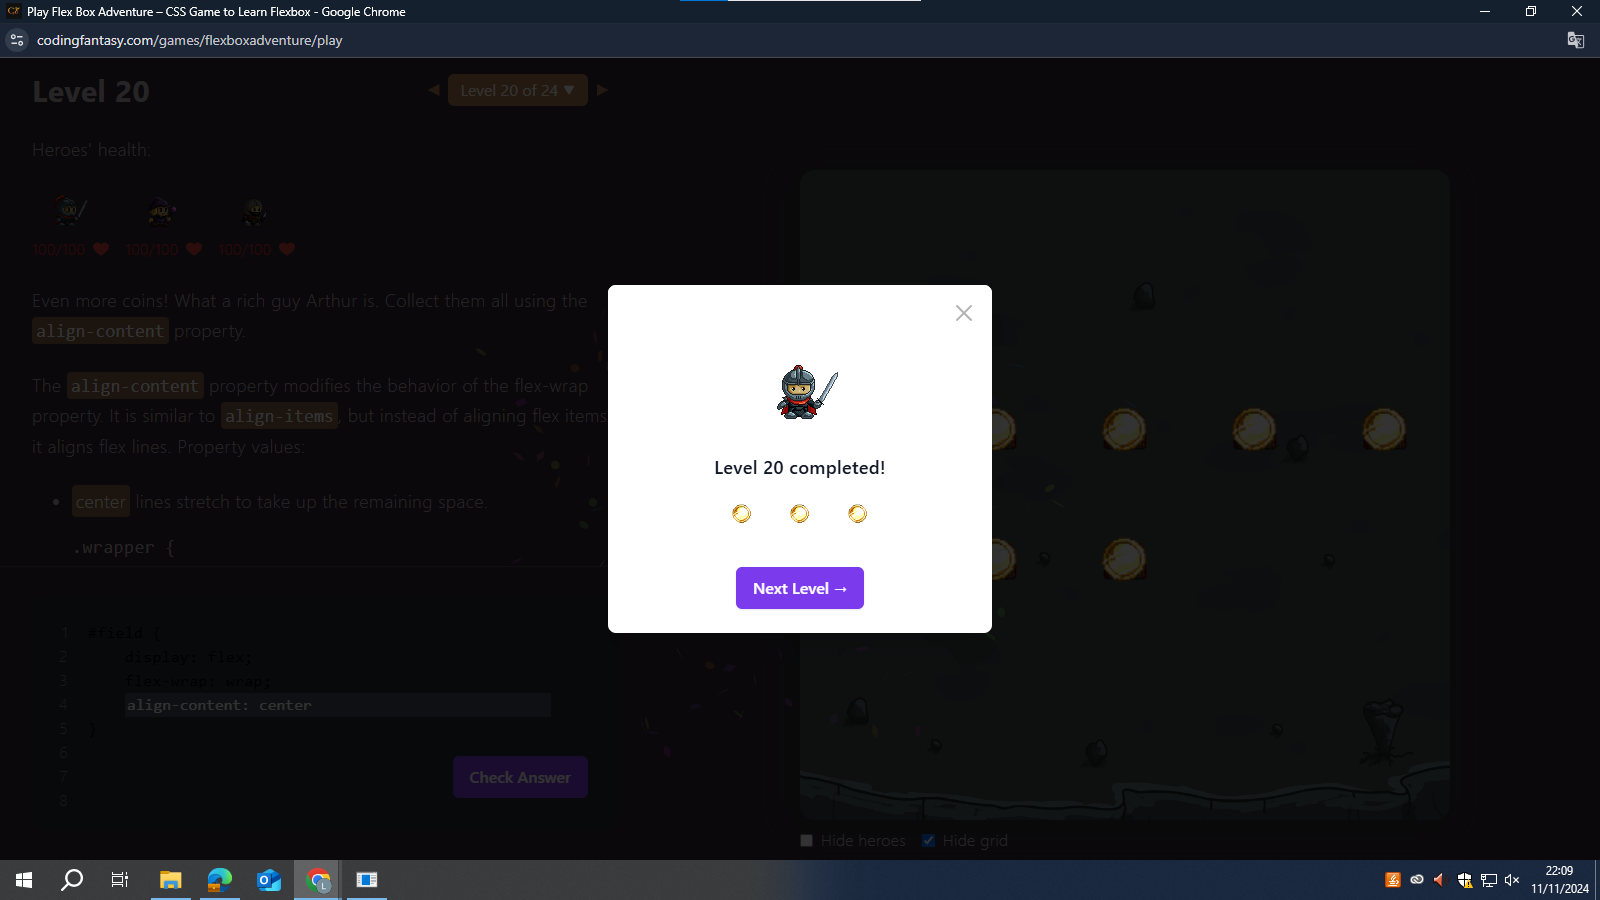 Play Flex Box Adventure – CSS Game to Learn Flexbox - Google Chrome
codingfantasy.com/games/flexboxadventure/play
Level 20
◀ Level 20 of 24 ▼ ▶
Heroes' health:
100/100 ❤ 100/100 ❤ 100/100 ❤
Even more coins! What a rich guy Arthur is. Collect them all using the
align-content property.
The align-content property modifies the behavior of the flex-wrap
property. It is similar to align-items, but instead of aligning flex items
it aligns flex lines. Property values:
• center lines stretch to take up the remaining space.
.wrapper {
1 #field {
2 display: flex;
3 flex-wrap: wrap;
4 align-content: center
5 }
6
7
8
Check Answer
Level 20 completed!
Next Level →
Hide heroes
Hide grid
22:09
11/11/2024